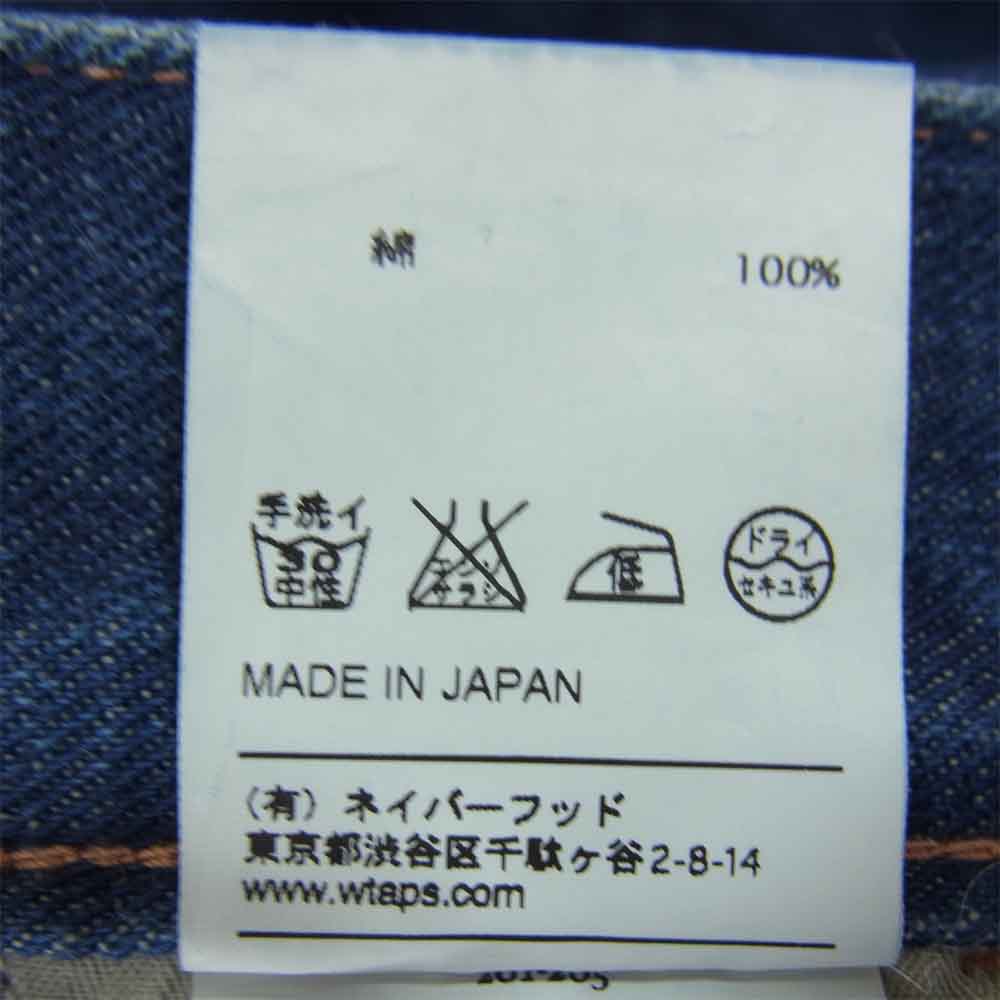 綿 100%
手洗イ
30
中性
エンソ
サラシ
低
ドライ
セキユ系
MADE IN JAPAN
(有) ネイバーフッド
東京都渋谷区千駄ヶ谷2-8-14
www.wtaps.com